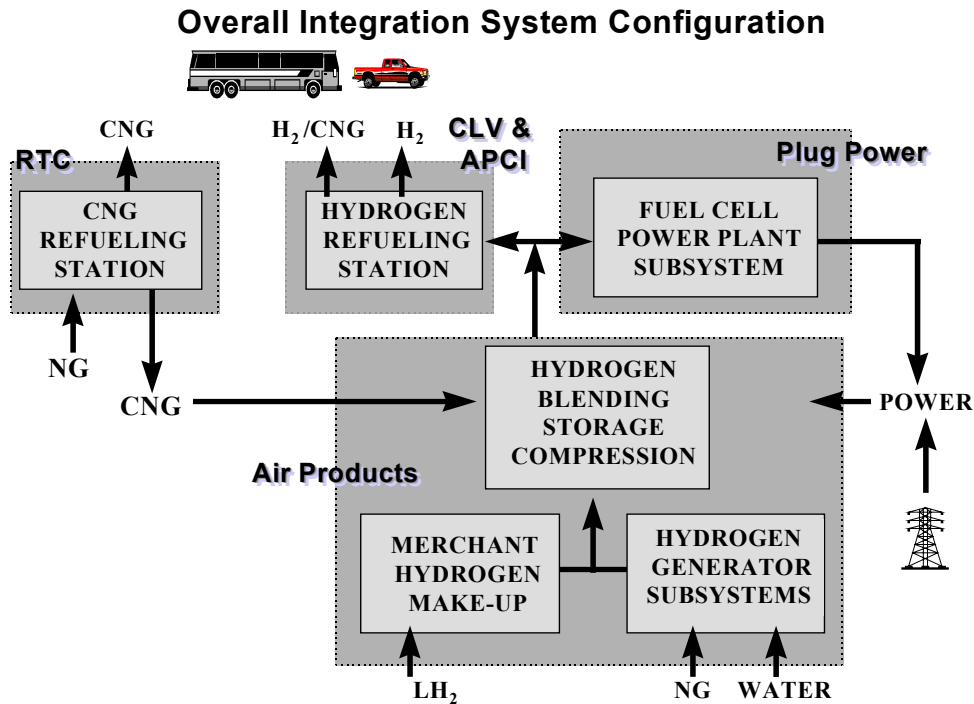 Overall Integration System Configuration
CNG
H₂/CNG
H₂
CLV &
APCI
RTC
Plug Power
CNG
REFUELING
STATION
HYDROGEN
REFUELING
STATION
FUEL CELL
POWER PLANT
SUBSYSTEM
NG
CNG
HYDROGEN
BLENDING
STORAGE
COMPRESSION
POWER
Air Products
MERCHANT
HYDROGEN
MAKE-UP
HYDROGEN
GENERATOR
SUBSYSTEMS
LH₂
NG
WATER